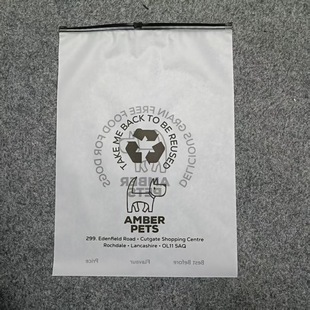 TAKE ME BACK TO BE REUSED
DELICIOUS GRAIN FREE FOOD FOR DOGS
AMBER
PETS
AMBER
PETS
299. Edenfield Road • Cutgate Shopping Centre
Rochdale • Lancashire • OL11 5AQ
Price Flavour Best Before